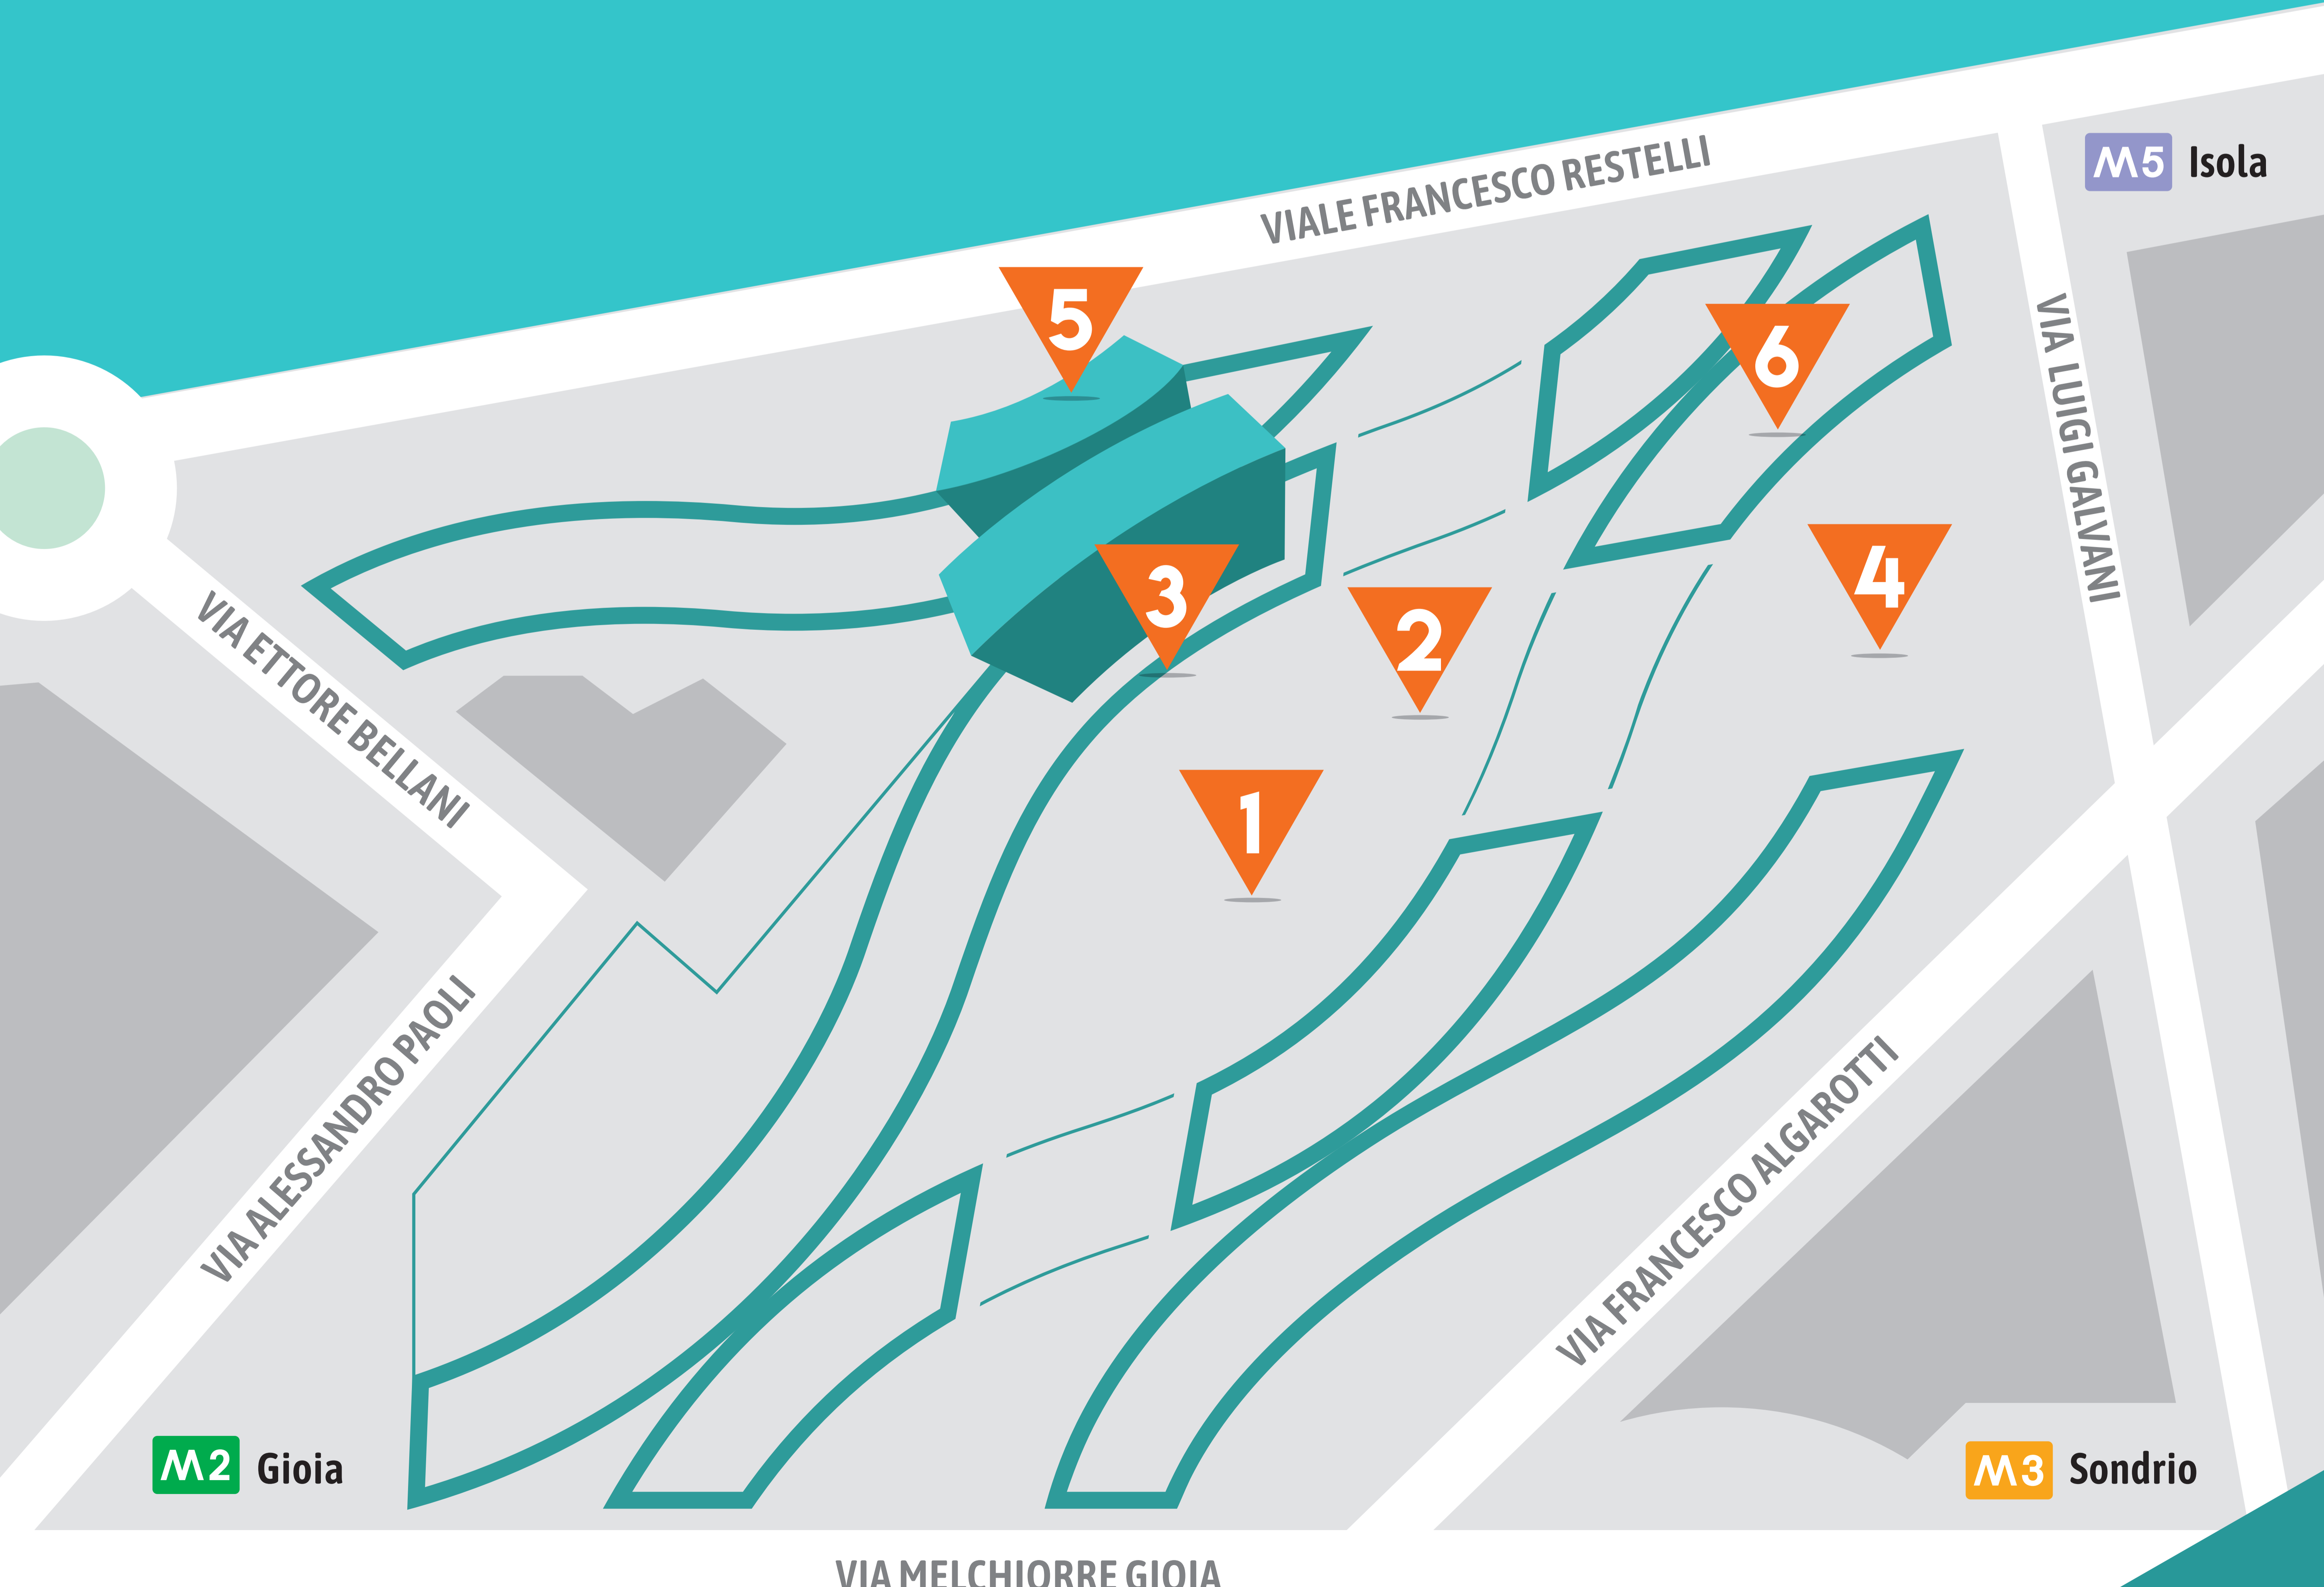 VIALE FRANCESCO RESTELLI
M5 Isola
5
6
VIA LUIGI GALVANI
4
3
2
VIA ETTORE BELLANI
1
VIA ALESSANDRO PAOLI
VIA FRANCESCO ALGAROTTI
M2 Gioia
M3 Sondrio
VIA MELCHIORRE GIOIA